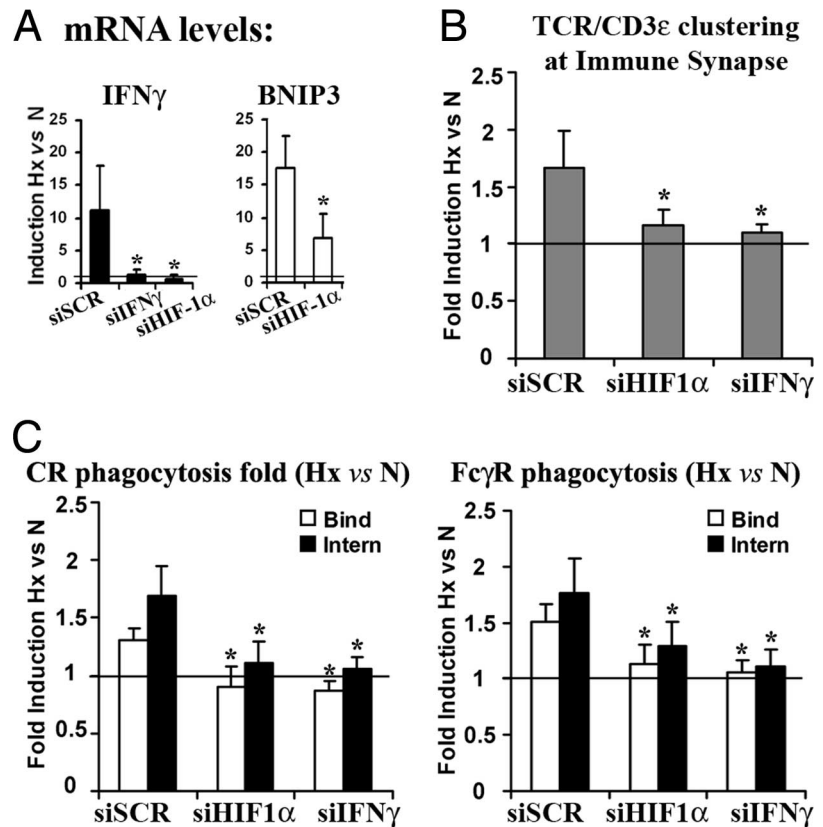 A mRNA levels:
IFNγ
BNIP3
Induction Hx vs N
25
20
15
10
5
0
* *
siSCR
siIFNγ
siHIF-1α
25
20
15
10
5
0
*
siSCR
siHIF-1α
B
TCR/CD3ε clustering
at Immune Synapse
Fold Induction Hx vs N
2.5
2
1.5
1
0.5
0
* *
siSCR siHIF1α siIFNγ
C
CR phagocytosis fold (Hx vs N)
Fold Induction Hx vs N
2.5
2
1.5
1
0.5
0
Bind
Intern
* * * *
siSCR siHIF1α siIFNγ
FcγR phagocytosis (Hx vs N)
Fold Induction Hx vs N
2.5
2
1.5
1
0.5
0
Bind
Intern
* * * *
siSCR siHIF1α siIFNγ